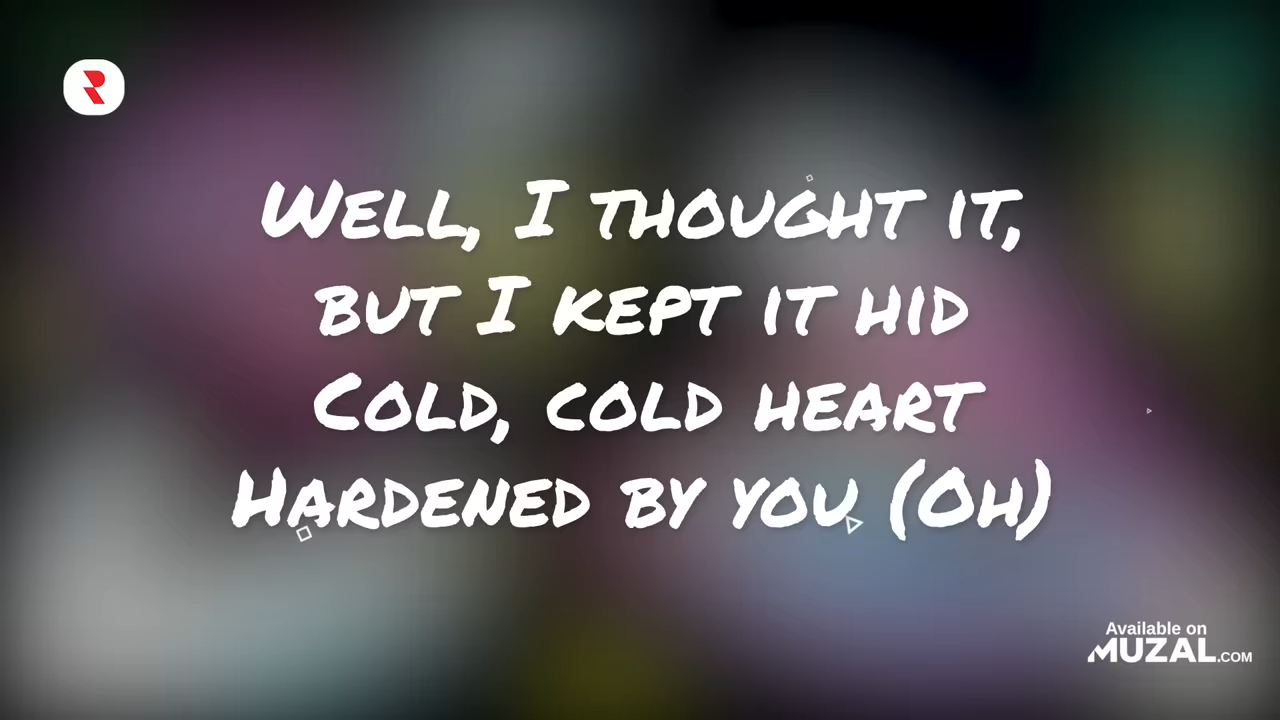 Well, I thought it,
but I kept it hid
Cold, cold heart
Hardened by you (Oh)
Available on
MUZAL.COM